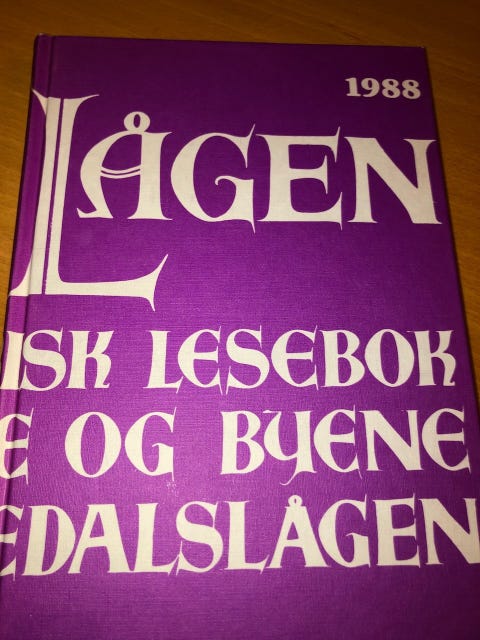 1988
LÅGEN
ISK LESEBOK
E OG BYENE
EDALSLÅGEN